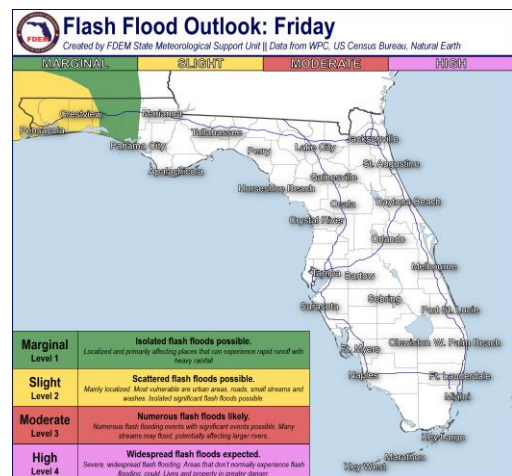 FDEM
Flash Flood Outlook: Friday
Created by FDEM State Meteorological Support Unit || Data from WPC, US Census Bureau, Natural Earth
MARGINAL SLIGHT MODERATE HIGH
Crestview
Marianna
Pensacola
Tallahassee
Jacksonville
Panama City
Perry
Lake City
Apalachicola
St. Augustine
Gainesville
Horseshoe Beach
Ocala
Daytona Beach
Crystal River
Orlando
Tampa
Bartow
Melbourne
Sarasota
Sebring
Port St. Lucie
Ft. Myers
Clewiston
W. Palm Beach
Naples
Ft. Lauderdale
Miami
Key Largo
Marathon
Key West
Marginal
Level 1
Isolated flash floods possible.
Localized and primarily affecting places that can experience rapid runoff with
heavy rainfall
Slight
Level 2
Scattered flash floods possible.
Mainly localized. Most vulnerable are urban areas, roads, small streams and
washes. Isolated significant flash floods possible.
Moderate
Level 3
Numerous flash floods likely.
Numerous flash flooding events with significant events possible. Many
streams may flood, potentially affecting larger rivers.
High
Level 4
Widespread flash floods expected.
Severe, widespread flash flooding. Areas that don't normally experience flash
flooding, could. Lives and property in greater danger